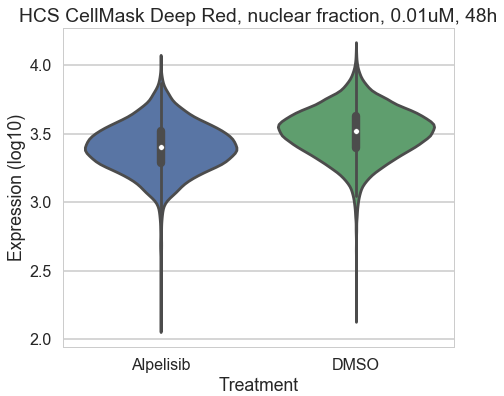 HCS CellMask Deep Red, nuclear fraction, 0.01uM, 48h
4.0
3.5
3.0
2.5
2.0
Expression (log10)
Alpelisib
DMSO
Treatment